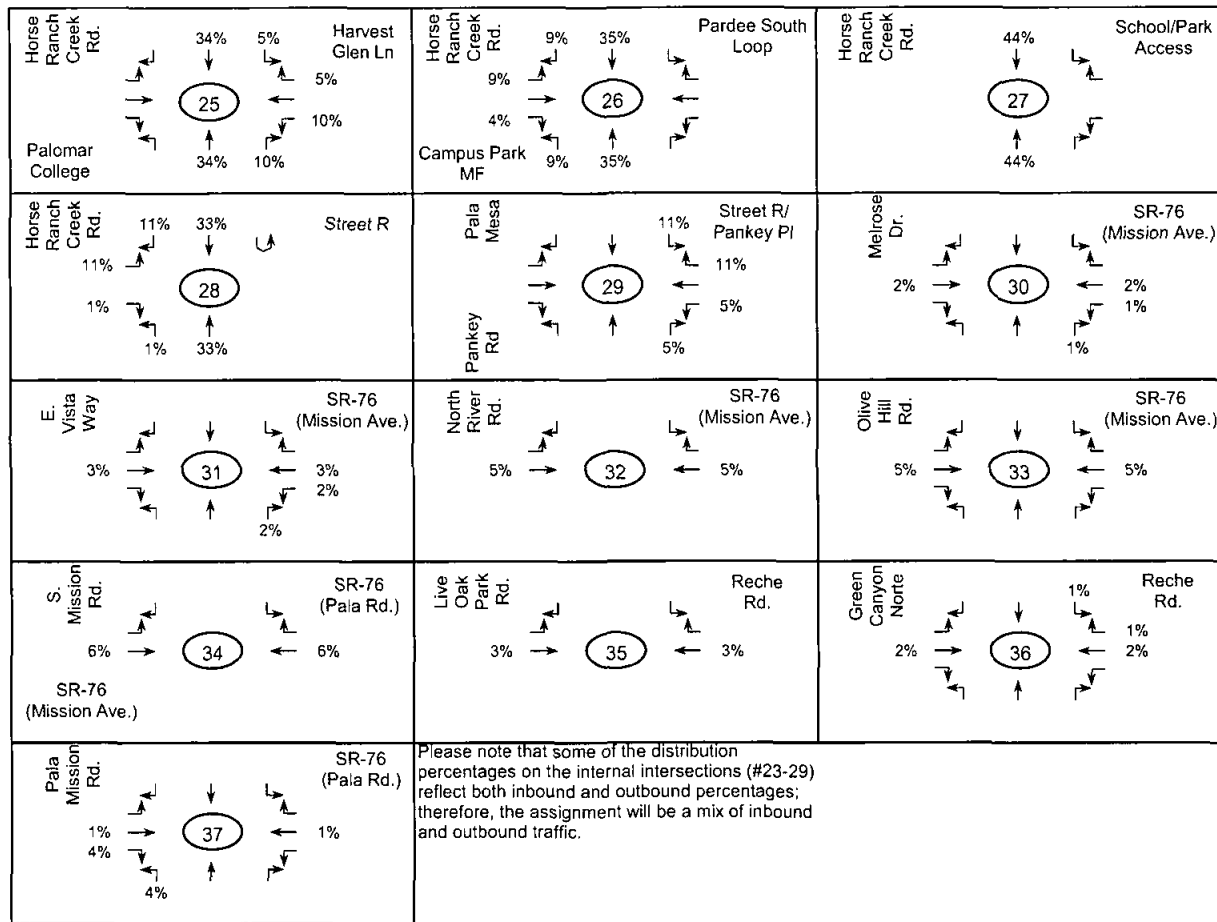 Horse
Ranch
Creek
Rd.
34% 5%
Harvest
Glen Ln
5%
25
10%
Palomar
College
34% 10%
Horse
Ranch
Creek
Rd.
9% 35%
Pardee South
Loop
9%
26
4%
Campus Park
MF
9% 35%
Horse
Ranch
Creek
Rd.
44%
School/Park
Access
27
44%
Horse
Ranch
Creek
Rd.
11% 33%
Street R
11%
28
1%
1% 33%
Pala
Mesa
11%
Street R/
Pankey Pl
11%
29
5%
Pankey
Rd
5%
Melrose
Dr.
SR-76
(Mission Ave.)
2% 30 2%
1%
1%
E.
Vista
Way
SR-76
(Mission Ave.)
3% 31 3%
2%
2%
North
River
Rd.
SR-76
(Mission Ave.)
5% 32 5%
Olive
Hill
Rd.
SR-76
(Mission Ave.)
5% 33 5%
S.
Mission
Rd.
SR-76
(Pala Rd.)
6% 34 6%
SR-76
(Mission Ave.)
Live
Oak
Park
Rd.
Reche
Rd.
3% 35 3%
Green
Canyon
Norte
1%
Reche
Rd.
1%
2% 36 2%
Pala
Mission
Rd.
SR-76
(Pala Rd.)
1% 37 1%
4%
4%
Please note that some of the distribution
percentages on the internal intersections (#23-29)
reflect both inbound and outbound percentages;
therefore, the assignment will be a mix of inbound
and outbound traffic.